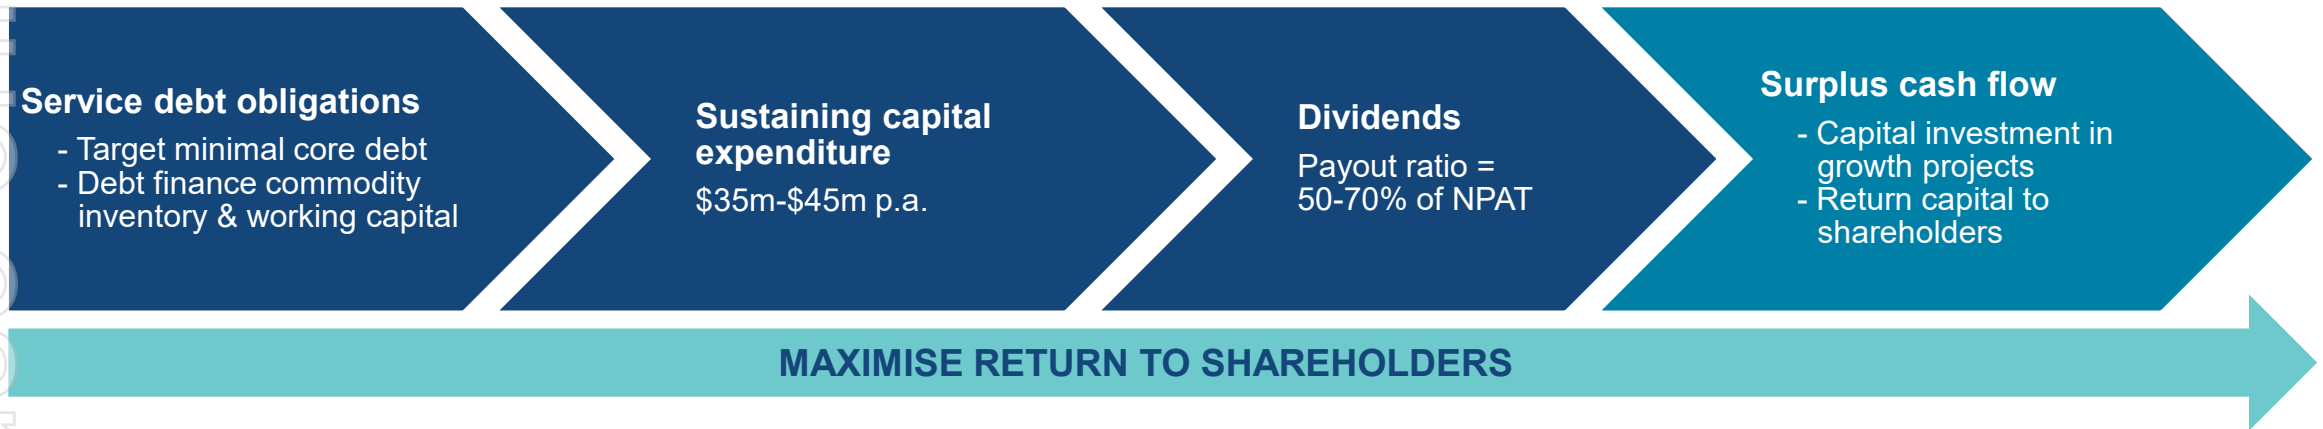 Service debt obligations
- Target minimal core debt
- Debt finance commodity
inventory & working capital
Sustaining capital
expenditure
$35m-$45m p.a.
Dividends
Payout ratio =
50-70% of NPAT
Surplus cash flow
- Capital investment in
growth projects
- Return capital to
shareholders
MAXIMISE RETURN TO SHAREHOLDERS